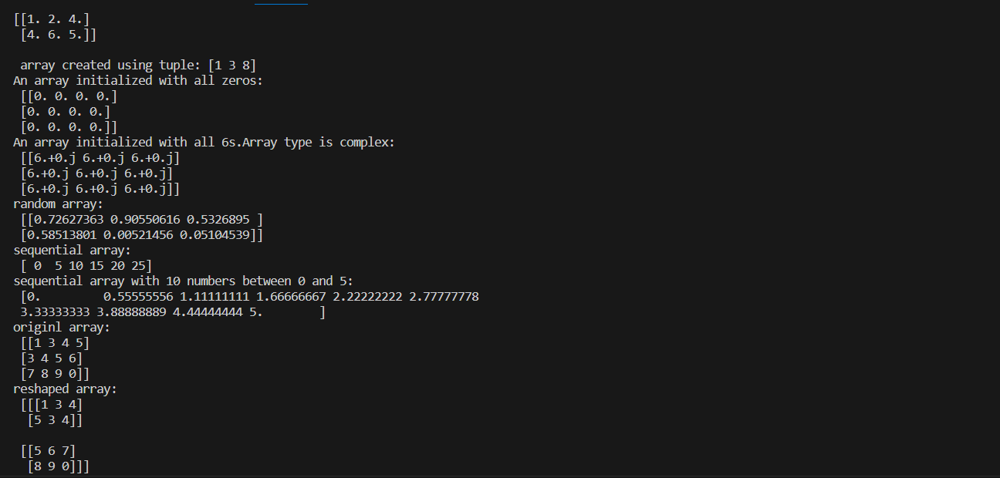 [[1. 2. 4.]
 [4. 6. 5.]]

 array created using tuple: [1 3 8]
An array initialized with all zeros:
 [[0. 0. 0. 0.]
 [0. 0. 0. 0.]
 [0. 0. 0. 0.]]
An array initialized with all 6s.Array type is complex:
 [[6.+0.j 6.+0.j 6.+0.j]
 [6.+0.j 6.+0.j 6.+0.j]
 [6.+0.j 6.+0.j 6.+0.j]]
random array:
 [[0.72627363 0.90550616 0.5326895 ]
 [0.58513801 0.00521456 0.05104539]]
sequential array:
 [ 0  5 10 15 20 25]
sequential array with 10 numbers between 0 and 5:
 [0.         0.55555556 1.11111111 1.66666667 2.22222222 2.77777778
 3.33333333 3.88888889 4.44444444 5.        ]
originl array:
 [[1 3 4 5]
 [3 4 5 6]
 [7 8 9 0]]
reshaped array:
 [[[1 3 4]
  [5 3 4]]

 [[5 6 7]
  [8 9 0]]]